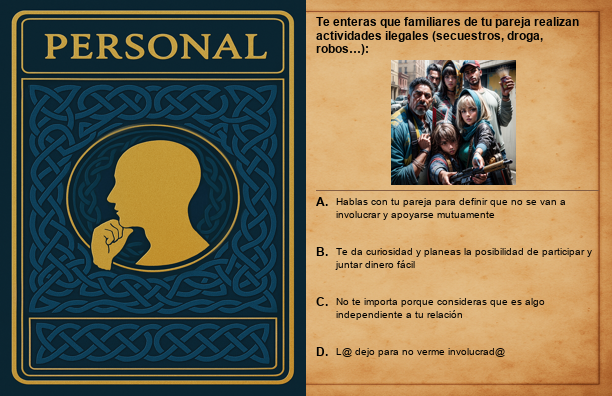 PERSONAL
Te enteras que familiares de tu pareja realizan
actividades ilegales (secuestros, droga,
robos...):
A. Hablas con tu pareja para definir que no se van a
involucrar y apoyarse mutuamente
B. Te da curiosidad y planeas la posibilidad de participar y
juntar dinero fácil
C. No te importa porque consideras que es algo
independiente a tu relación
D. L@ dejo para no verme involucrad@